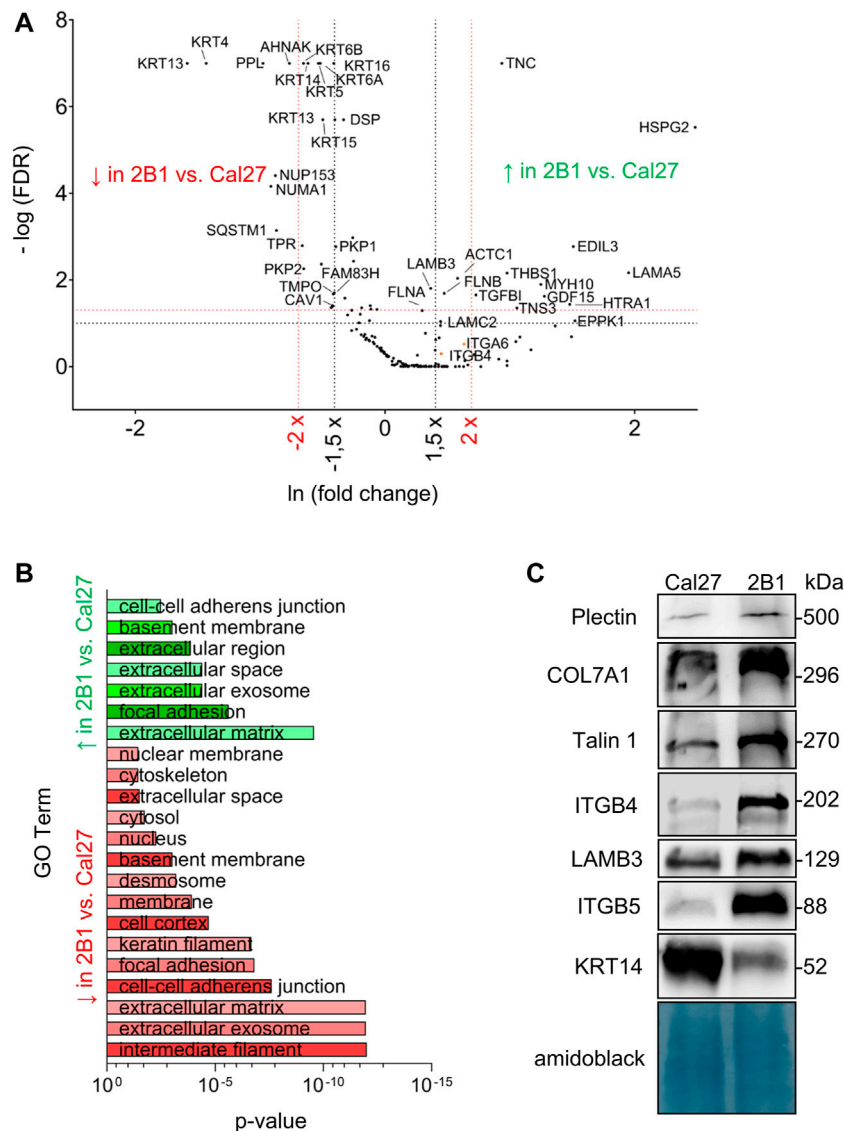 A
8
6
4
2
0
- log (FDR)
KRT4
KRT13
PPL
AHNAK
KRT6B
KRT14
KRT16
KRT6A
KRT5
TNC
KRT13
DSP
KRT15
HSPG2
↓ in 2B1 vs. Cal27
↑ in 2B1 vs. Cal27
NUP153
NUMA1
SQSTM1
TPR
PKP1
PKP2
FAM83H
TMPO
CAV1
LAMB3
ACTC1
FLNB
FLNA
TGFBI
THBS1
EDIL3
LAMA5
MYH10
GDF15
HTRA1
TNS3
EPPK1
LAMC2
ITGA6
ITGB4
-2
-2 x
-1,5 x
0
1,5 x
2 x
2
ln (fold change)
B
GO Term
↑ in 2B1 vs. Cal27
cell-cell adherens junction
basement membrane
extracellular region
extracellular space
extracellular exosome
focal adhesion
extracellular matrix
↓ in 2B1 vs. Cal27
nuclear membrane
cytoskeleton
extracellular space
cytosol
nucleus
basement membrane
desmosome
membrane
cell cortex
keratin filament
focal adhesion
cell-cell adherens junction
extracellular matrix
extracellular exosome
intermediate filament
10⁰ 10⁻⁵ 10⁻¹⁰ 10⁻¹⁵
p-value
C
Cal27 2B1 kDa
Plectin -500
COL7A1 -296
Talin 1 -270
ITGB4 -202
LAMB3 -129
ITGB5 -88
KRT14 -52
amidoblack